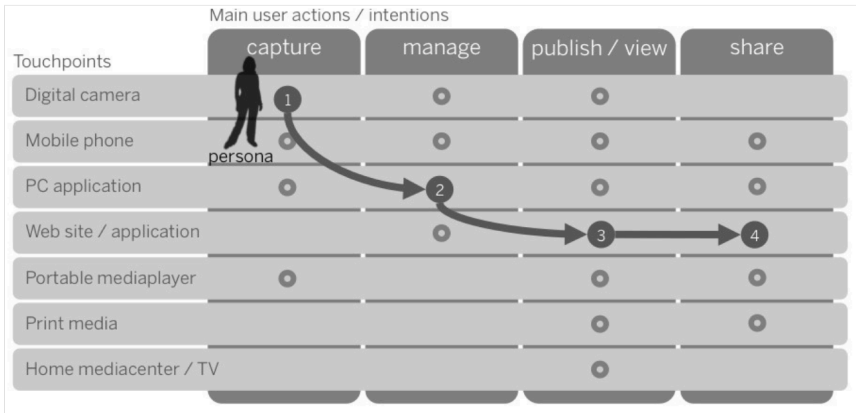 Main user actions / intentions
capture manage publish / view share
Touchpoints
Digital camera 1
Mobile phone
persona
PC application 2
Web site / application 3 4
Portable mediaplayer
Print media
Home mediacenter / TV